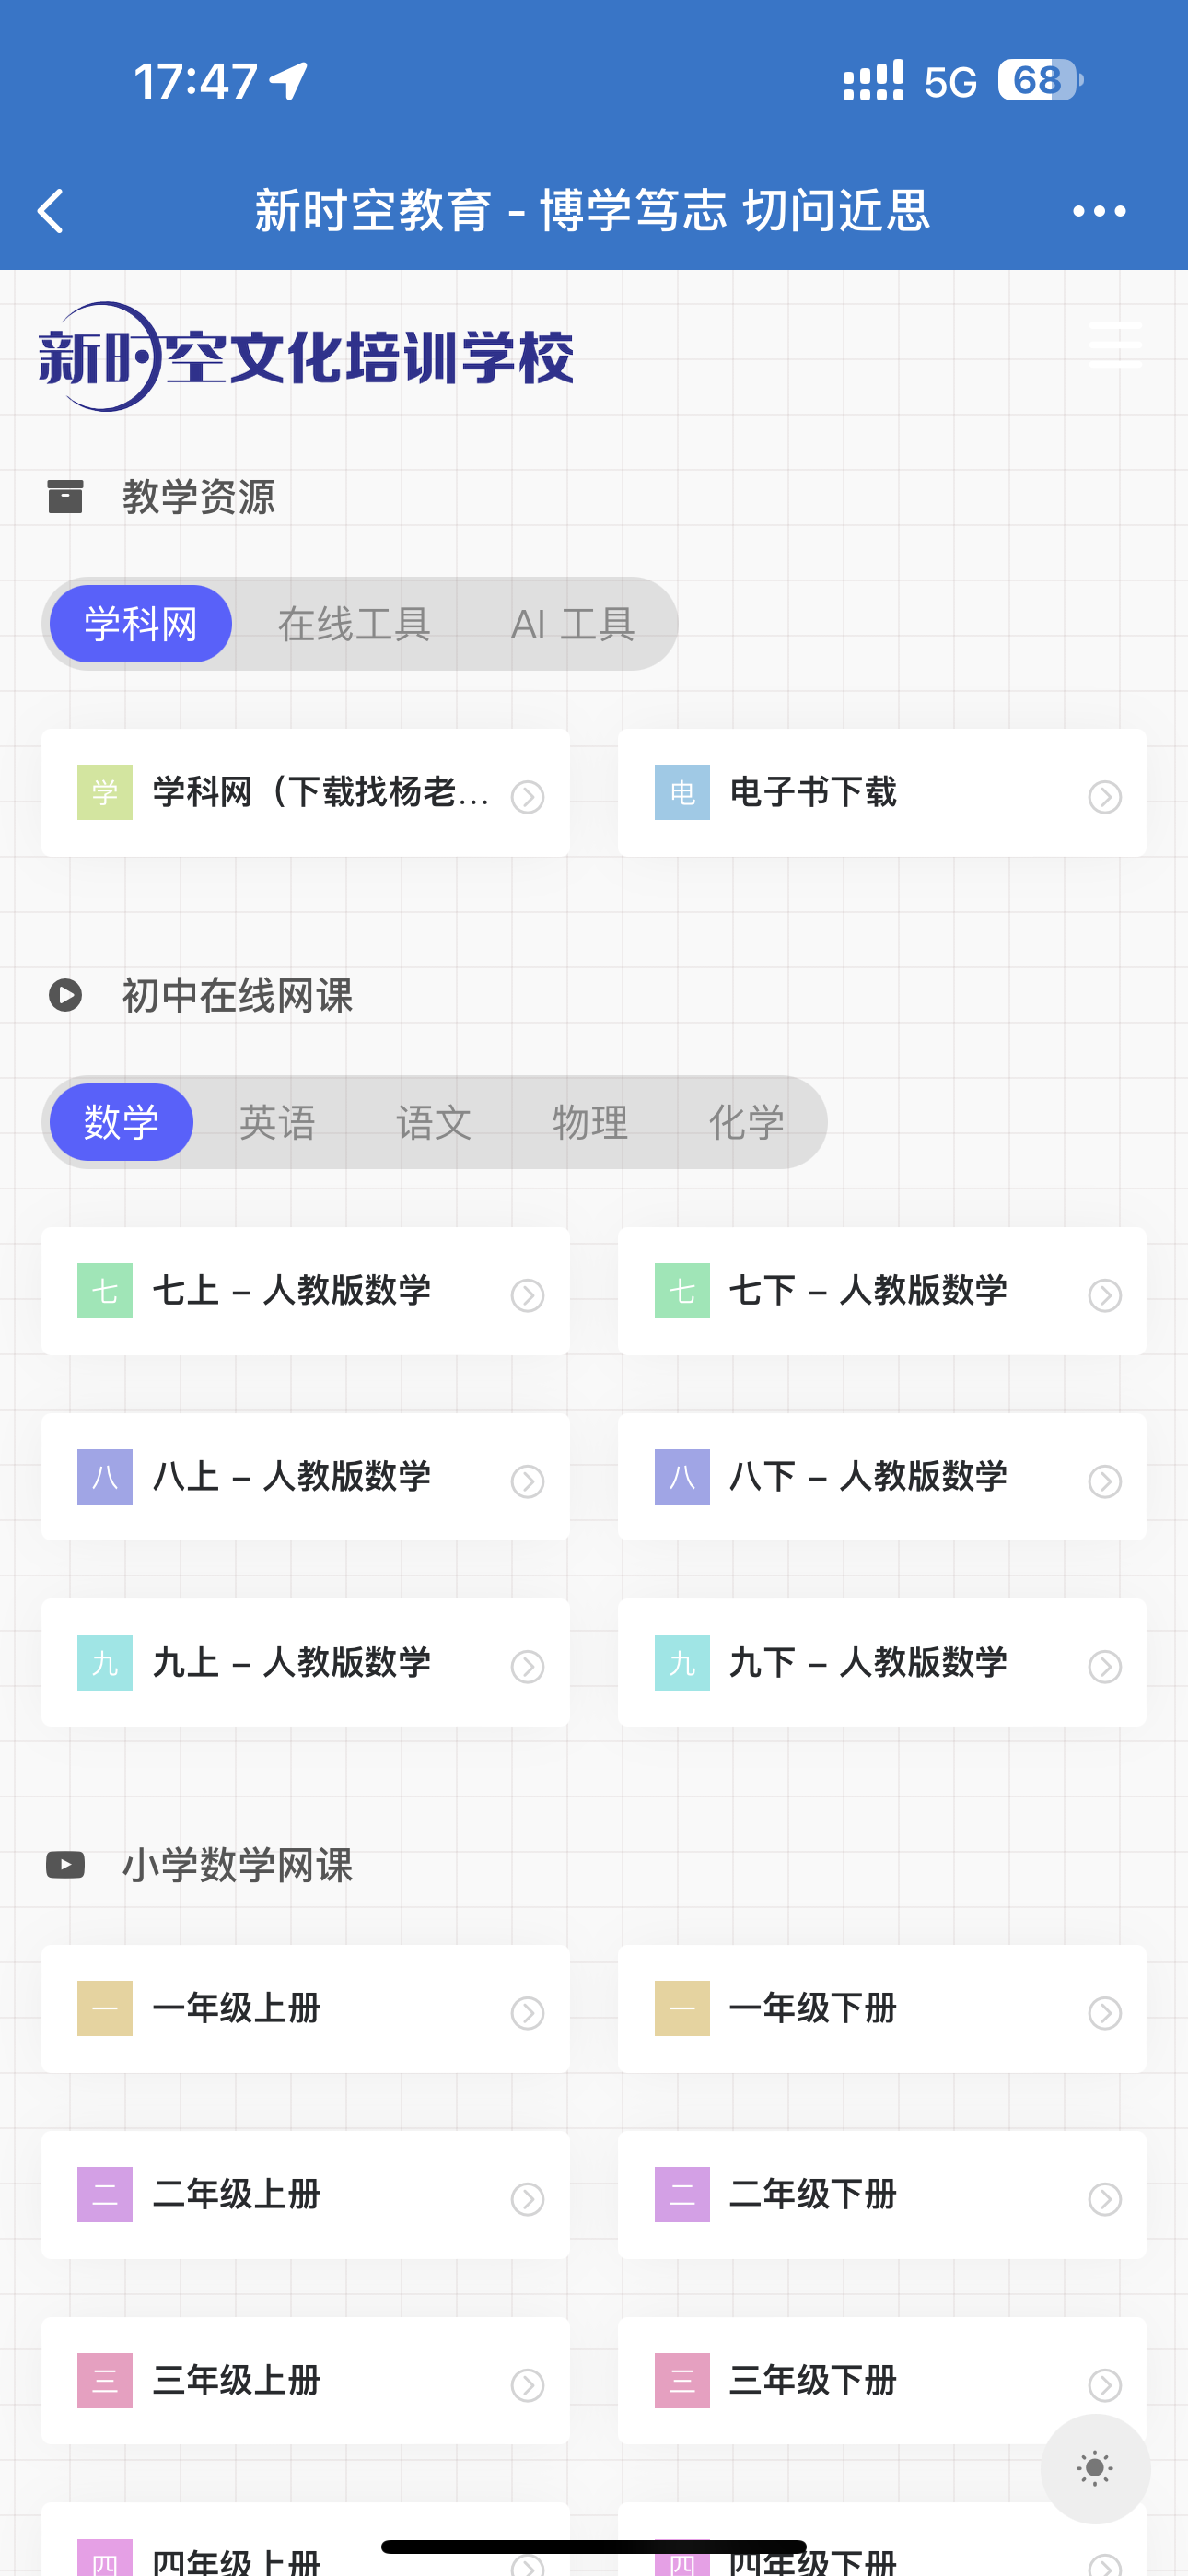 17:47 5G 68
新时空教育 - 博学笃志 切问近思
新时空文化培训学校
教学资源
学科网 在线工具 AI 工具
学 学科网（下载找杨老... 电 电子书下载
初中在线网课
数学 英语 语文 物理 化学
七 七上 – 人教版数学 七 七下 – 人教版数学
八 八上 – 人教版数学 八 八下 – 人教版数学
九 九上 – 人教版数学 九 九下 – 人教版数学
小学数学网课
一 一年级上册 一 一年级下册
二 二年级上册 二 二年级下册
三 三年级上册 三 三年级下册
四 四年级上册 四 四年级下册